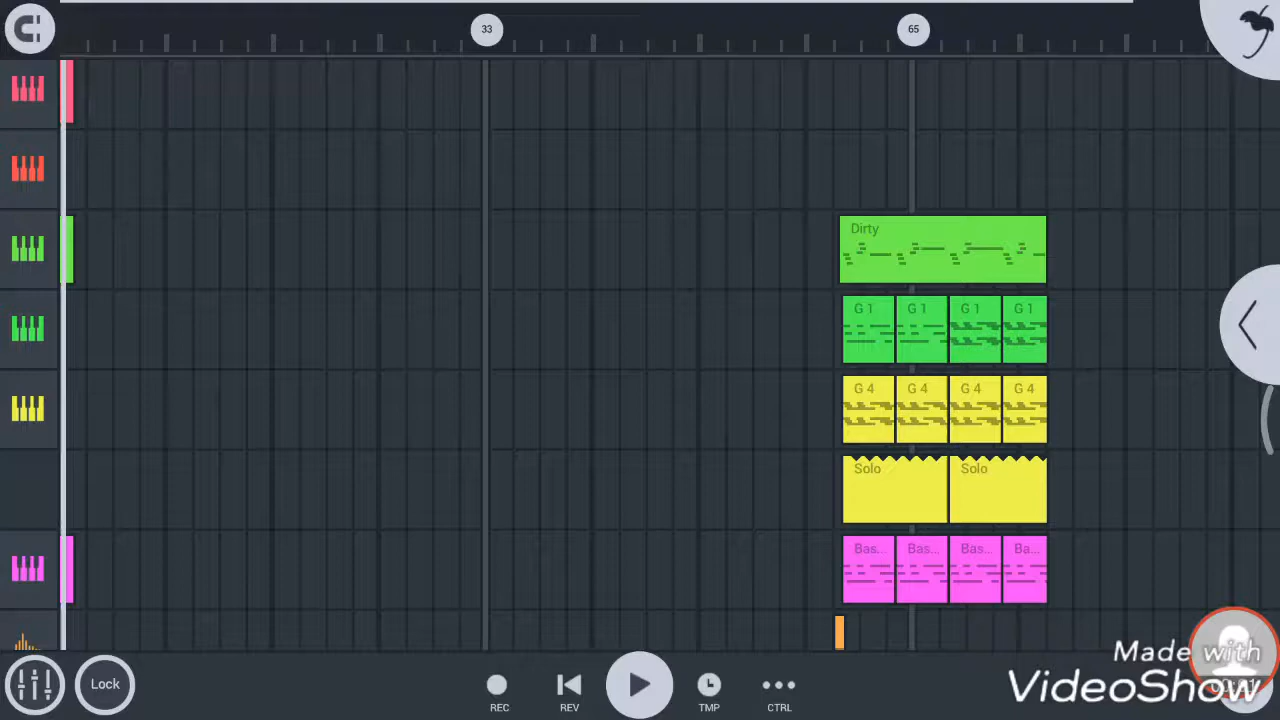 33
65
Dirty
G 1 G 1 G 1 G 1
G 4 G 4 G 4 G 4
Solo Solo
Bas... Bas... Bas... Ba...
Lock
REC REV TMP CTRL
Made with
VideoShow